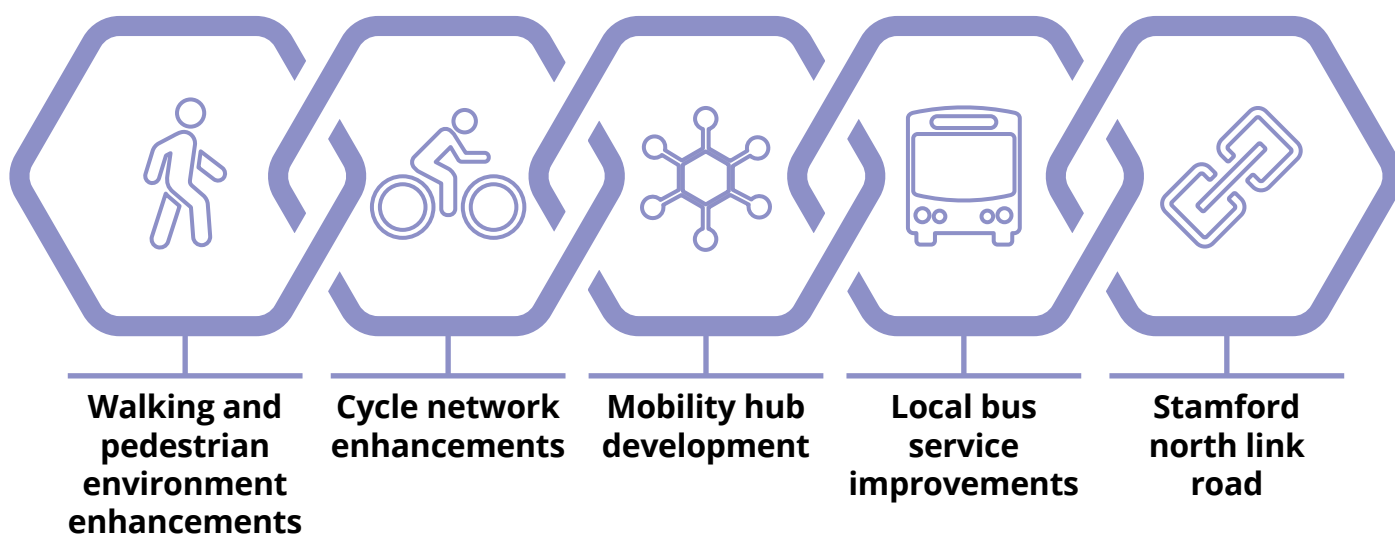 Walking and
pedestrian
environment
enhancements
Cycle network
enhancements
Mobility hub
development
Local bus
service
improvements
Stamford
north link
road